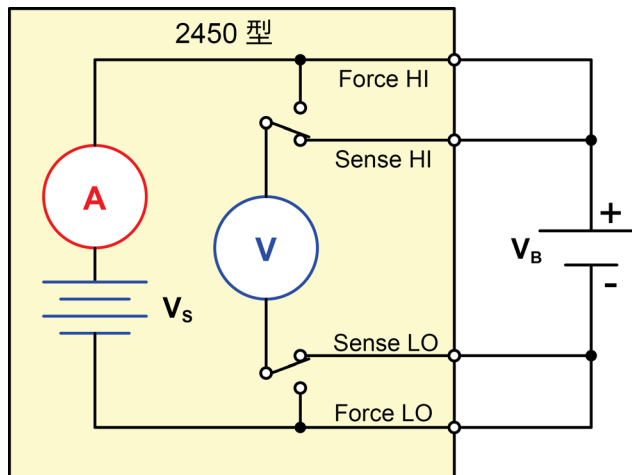 2450 型
Force HI
Sense HI
A
V
VS
VB
+
-
Sense LO
Force LO